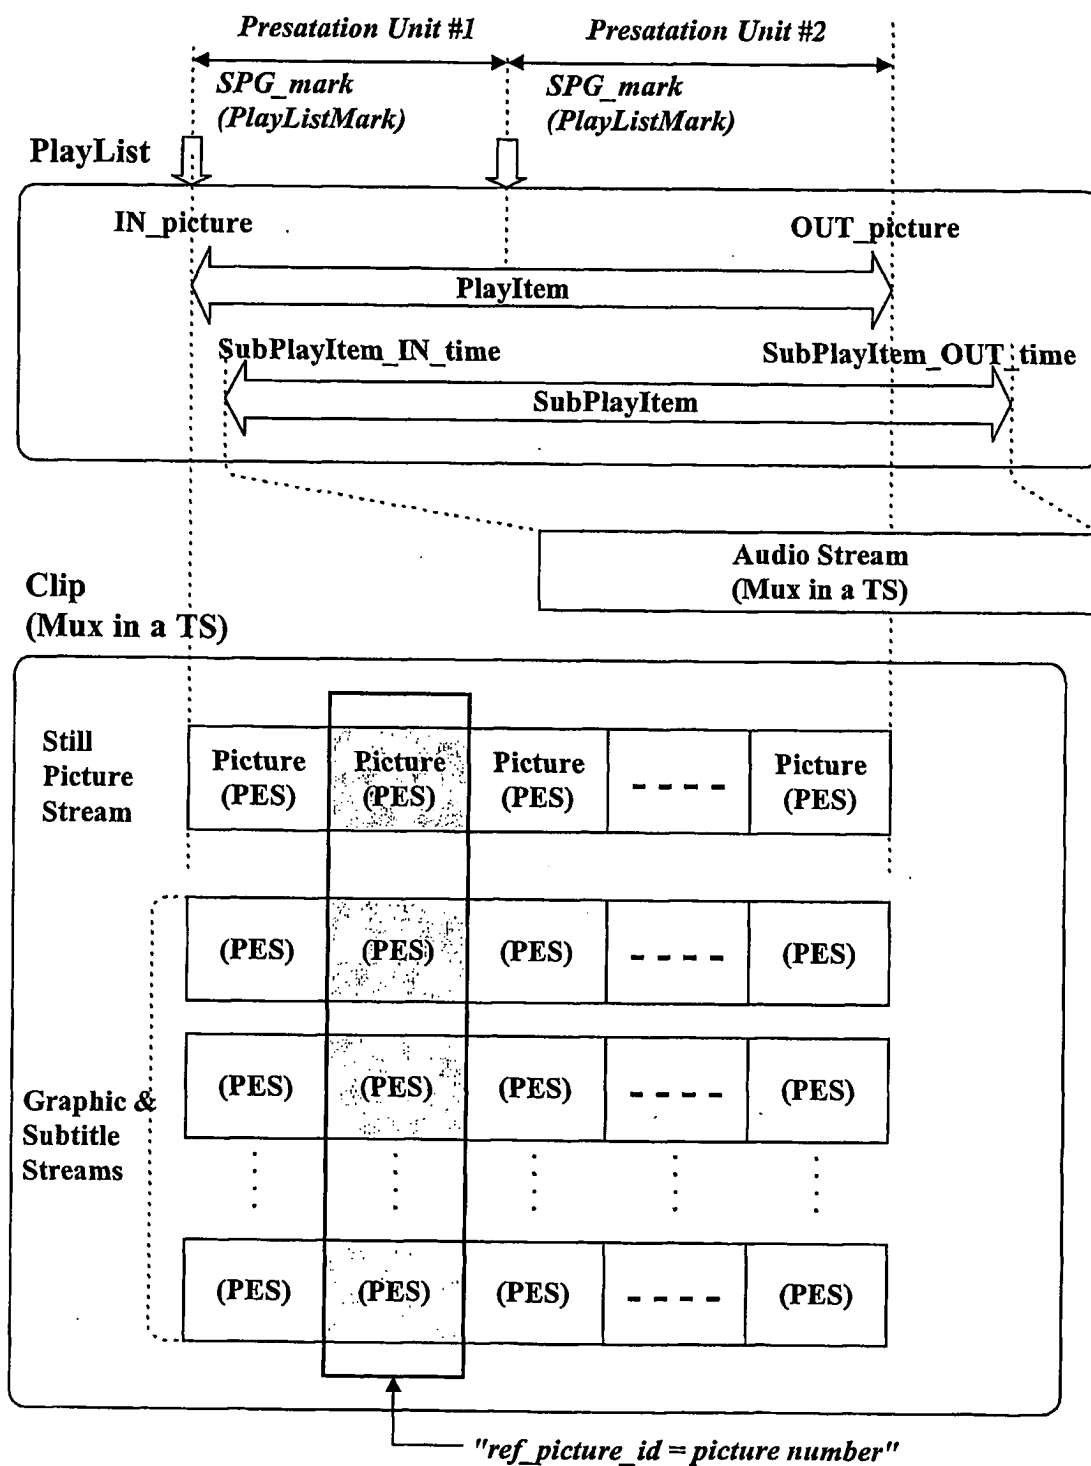 Presatation Unit #1
Presatation Unit #2
SPG_mark
(PlayListMark)
SPG_mark
(PlayListMark)
PlayList
IN_picture
OUT_picture
PlayItem
SubPlayItem_IN_time
SubPlayItem_OUT_time
SubPlayItem
Audio Stream
(Mux in a TS)
Clip
(Mux in a TS)
Still
Picture
Stream
Picture
(PES)
Picture
(PES)
Picture
(PES)
- - - -
Picture
(PES)
(PES) (PES) (PES) - - - - (PES)
(PES) (PES) (PES) - - - - (PES)
Graphic &
Subtitle
Streams
(PES) (PES) (PES) - - - - (PES)
"ref_picture_id = picture number"